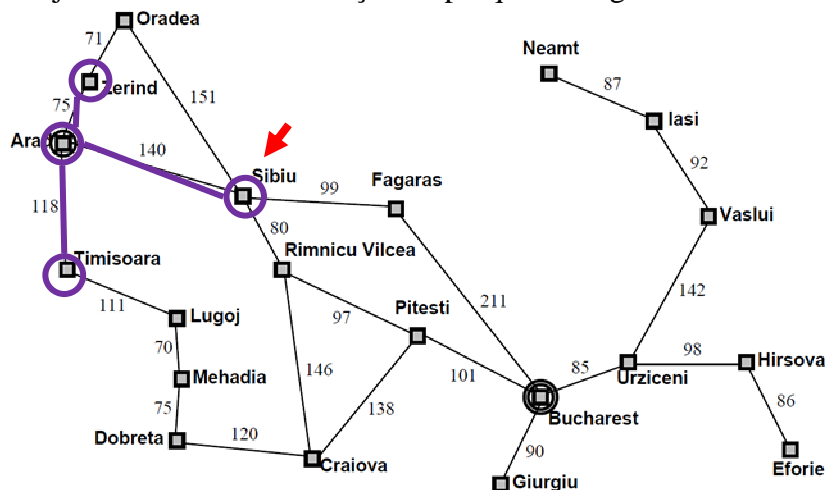 Oradea
71
Neamt
Zerind
87
151
75
Iasi
Arad
140
92
Sibiu
Fagaras
99
118
Vaslui
80
Timisoara
Rimnicu Vilcea
142
111
Lugoj
97
Pitesti
211
70
98
Hirsova
146
85
Mehadia
101
Urziceni
75
138
86
Bucharest
Dobreta
120
90
Craiova
Eforie
Giurgiu